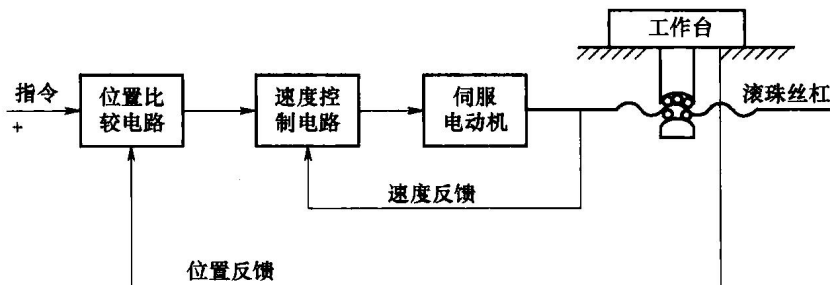 工作台
指令
+
位置比
较电路
速度控
制电路
伺服
电动机
滚珠丝杠
速度反馈
位置反馈